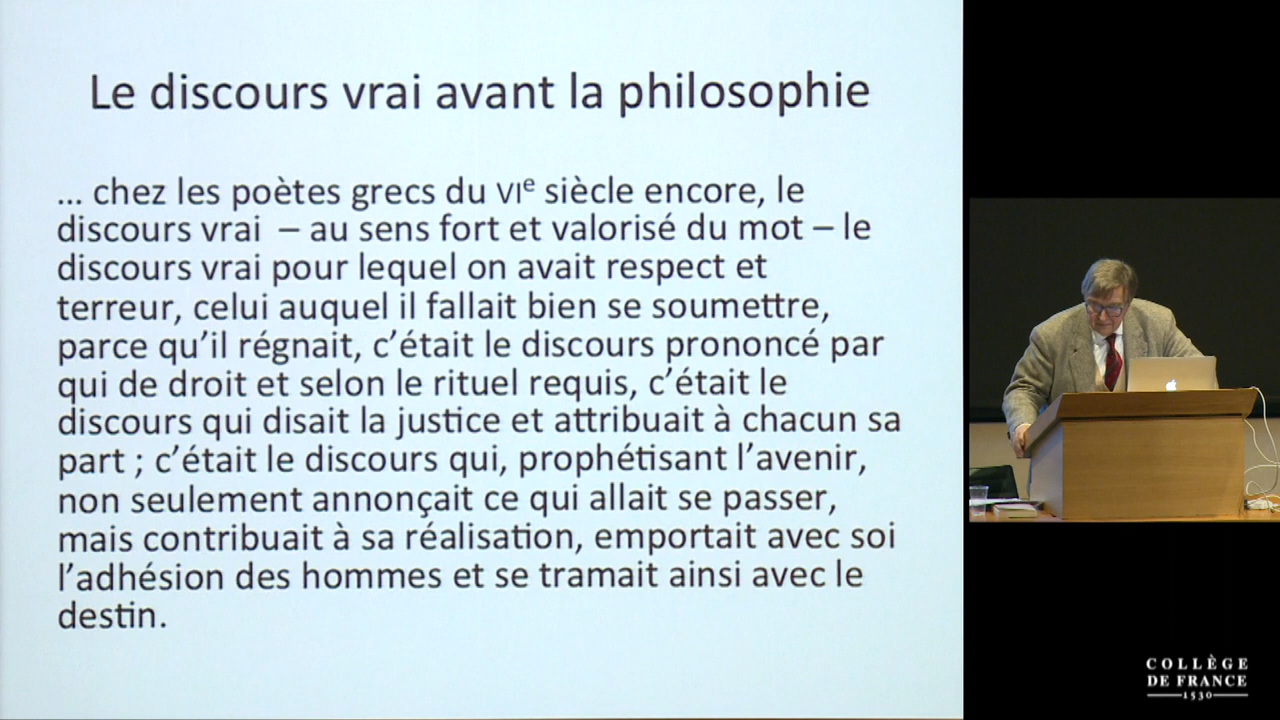 Le discours vrai avant la philosophie
... chez les poètes grecs du VIe siècle encore, le
discours vrai – au sens fort et valorisé du mot – le
discours vrai pour lequel on avait respect et
terreur, celui auquel il fallait bien se soumettre,
parce qu’il régnait, c’était le discours prononcé par
qui de droit et selon le rituel requis, c’était le
discours qui disait la justice et attribuait à chacun sa
part ; c’était le discours qui, prophétisant l’avenir,
non seulement annonçait ce qui allait se passer,
mais contribuait à sa réalisation, emportait avec soi
l’adhésion des hommes et se tramait ainsi avec le
destin.
COLLÈGE
DE FRANCE
1530